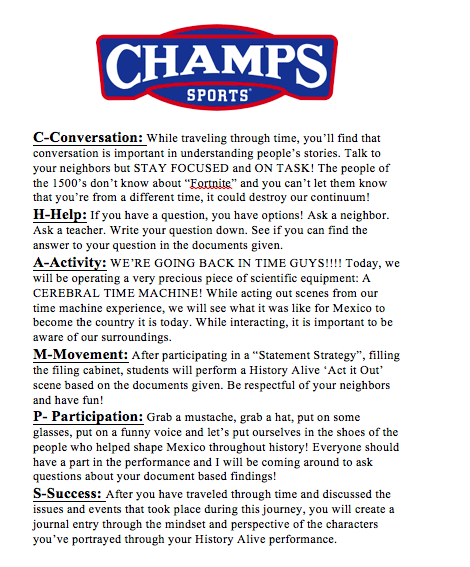 CHAMPS
SPORTS
C-Conversation: While traveling through time, you’ll find that
conversation is important in understanding people’s stories. Talk to
your neighbors but STAY FOCUSED and ON TASK! The people of
the 1500’s don’t know about “Fortnite” and you can’t let them know
that you’re from a different time, it could destroy our continuum!
H-Help: If you have a question, you have options! Ask a neighbor.
Ask a teacher. Write your question down. See if you can find the
answer to your question in the documents given.
A-Activity: WE’RE GOING BACK IN TIME GUYS!!!! Today, we
will be operating a very precious piece of scientific equipment: A
CEREBRAL TIME MACHINE! While acting out scenes from our
time machine experience, we will see what it was like for Mexico to
become the country it is today. While interacting, it is important to be
aware of our surroundings.
M-Movement: After participating in a “Statement Strategy”, filling
the filing cabinet, students will perform a History Alive ‘Act it Out’
scene based on the documents given. Be respectful of your neighbors
and have fun!
P- Participation: Grab a mustache, grab a hat, put on some
glasses, put on a funny voice and let’s put ourselves in the shoes of the
people who helped shape Mexico throughout history! Everyone should
have a part in the performance and I will be coming around to ask
questions about your document based findings!
S-Success: After you have traveled through time and discussed the
issues and events that took place during this journey, you will create a
journal entry through the mindset and perspective of the characters
you’ve portrayed through your History Alive performance.